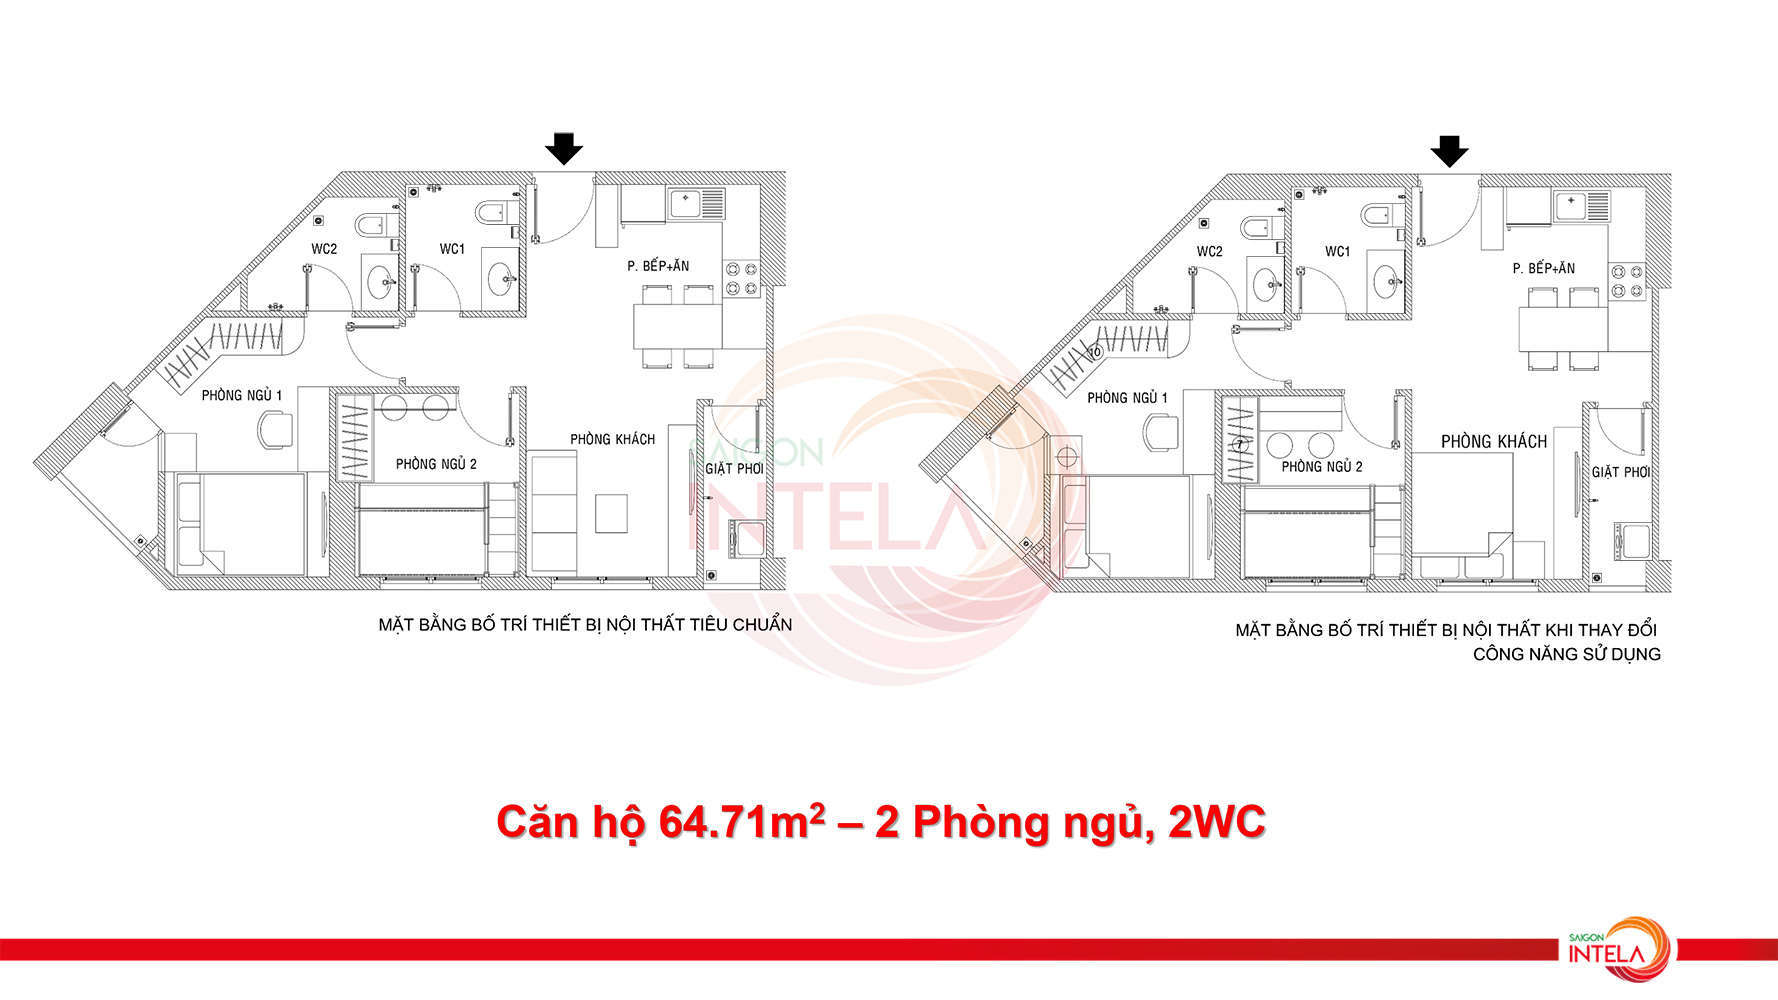 WC2
WC1
P. BẾP+ĂN
PHÒNG NGỦ 1
PHÒNG NGỦ 2
PHÒNG KHÁCH
GIẶT PHƠI
MẶT BẰNG BỐ TRÍ THIẾT BỊ NỘI THẤT TIÊU CHUẨN
SAIGON
INTELA
WC2
WC1
P. BẾP+ĂN
10
PHÒNG NGỦ 1
7
PHÒNG NGỦ 2
PHÒNG KHÁCH
GIẶT PHƠI
MẶT BẰNG BỐ TRÍ THIẾT BỊ NỘI THẤT KHI THAY ĐỔI
CÔNG NĂNG SỬ DỤNG
Căn hộ 64.71m² – 2 Phòng ngủ, 2WC
SAIGON
INTELA